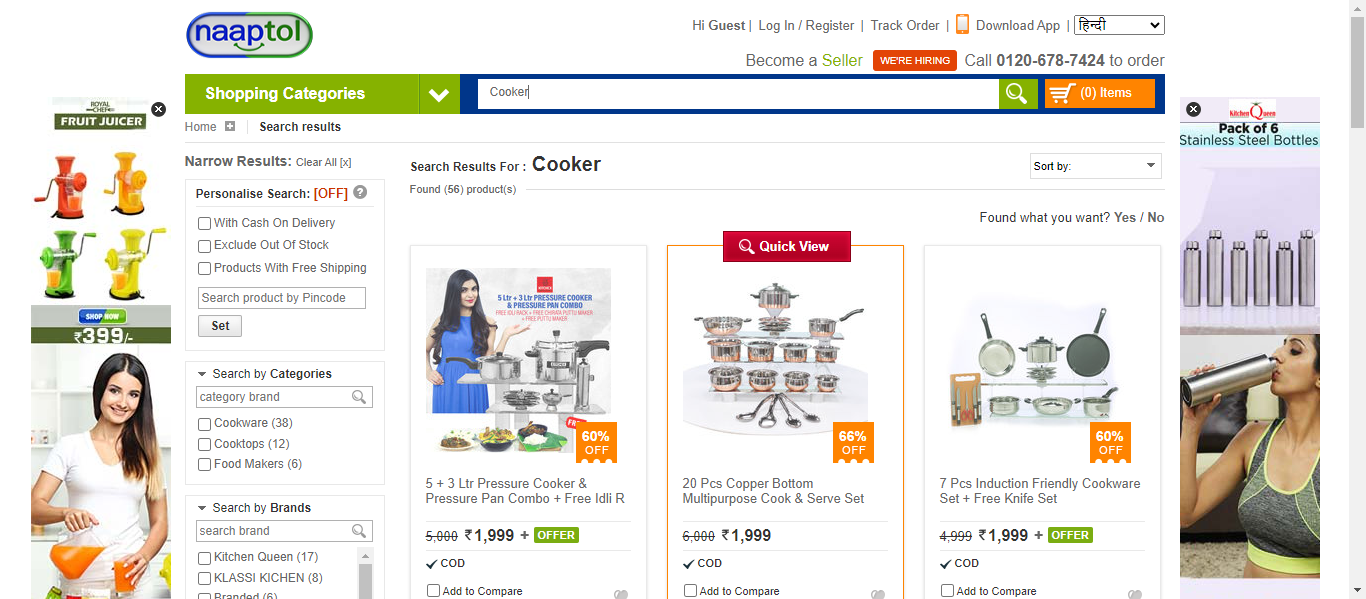 naaptol
Hi Guest | Log In / Register | Track Order | Download App | हिन्दी
Become a Seller WE'RE HIRING Call 0120-678-7424 to order
Shopping Categories
Cooker
(0) Items
Home Search results
ROYAL CHEF
FRUIT JUICER
SHOP NOW
₹399/-
Narrow Results: Clear All [x]
Personalise Search: [OFF] ?
With Cash On Delivery
Exclude Out Of Stock
Products With Free Shipping
Search product by Pincode
Set
Search by Categories
category brand
Cookware (38)
Cooktops (12)
Food Makers (6)
Search by Brands
search brand
Kitchen Queen (17)
KLASSI KICHEN (8)
Branded (6)
Search Results For : Cooker
Sort by:
Found (56) product(s)
Found what you want? Yes / No
5 Ltr + 3 Ltr PRESSURE COOKER
& PRESSURE PAN COMBO
FREE IDLI RACK + FREE CHIRATA PUTTU MAKER
+ FREE PUTTU MAKER
60%
OFF
5 + 3 Ltr Pressure Cooker &
Pressure Pan Combo + Free Idli R
5,000 ₹1,999 + OFFER
COD
Add to Compare
Quick View
66%
OFF
20 Pcs Copper Bottom
Multipurpose Cook & Serve Set
6,000 ₹1,999
COD
Add to Compare
60%
OFF
7 Pcs Induction Friendly Cookware
Set + Free Knife Set
4,999 ₹1,999 + OFFER
COD
Add to Compare
Kitchen Queen
Pack of 6
Stainless Steel Bottles